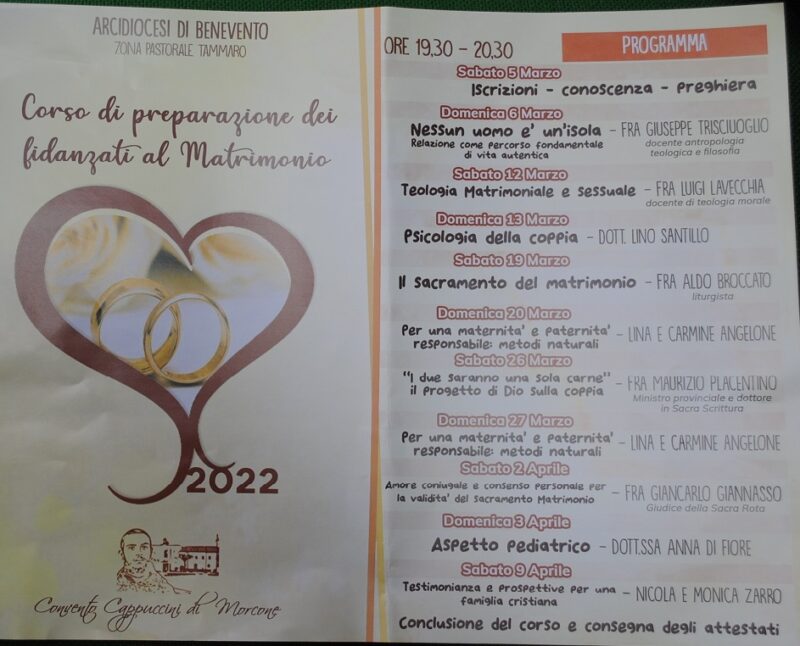 ARCIDIOCESI DI BENEVENTO
ZONA PASTORALE TAMMARO
Corso di preparazione dei
fidanzati al Matrimonio
2022
Convento Cappuccini di Morcone
ORE 19,30 - 20,30
PROGRAMMA
Sabato 5 Marzo
Iscrizioni - conoscenza - preghiera
Domenica 6 Marzo
Nessun uomo e' un'isola - FRA GIUSEPPE TRISCIUOGLIO
Relazione come percorso fondamentale
di vita autentica
docente antropologia
teologica e filosofia
Sabato 12 Marzo
Teologia Matrimoniale e sessuale - FRA LUIGI LAVECCHIA
docente di teologia morale
Domenica 13 Marzo
Psicologia della coppia - DOTT. LINO SANTILLO
Sabato 19 Marzo
Il Sacramento del matrimonio - FRA ALDO BROCCATO
liturgista
Domenica 20 Marzo
Per una maternita' e paternita'
responsabile: metodi naturali - LINA E CARMINE ANGELONE
Sabato 26 Marzo
"I due saranno una sola carne"
il progetto di Dio sulla coppia - FRA MAURIZIO PLACENTINO
Ministro provinciale e dottore
in Sacra Scrittura
Domenica 27 Marzo
Per una maternita' e paternita'
responsabile: metodi naturali - LINA E CARMINE ANGELONE
Sabato 2 Aprile
Amore coniugale e consenso personale per
la validita' del sacramento Matrimonio - FRA GIANCARLO GIANNASSO
Giudice della Sacra Rota
Domenica 3 Aprile
Aspetto pediatrico - DOTT.SSA ANNA DI FIORE
Sabato 9 Aprile
Testimonianza e prospettive per una
famiglia cristiana - NICOLA E MONICA ZARRO
Conclusione del corso e consegna degli attestati